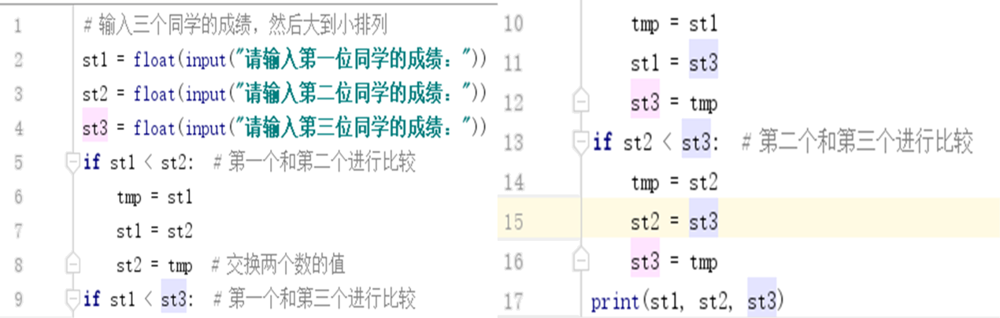 1 # 输入三个同学的成绩，然后大到小排列
2 st1 = float(input("请输入第一位同学的成绩："))
3 st2 = float(input("请输入第二位同学的成绩："))
4 st3 = float(input("请输入第三位同学的成绩："))
5 if st1 < st2:  # 第一个和第二个进行比较
6     tmp = st1
7     st1 = st2
8     st2 = tmp  # 交换两个数的值
9 if st1 < st3:  # 第一个和第三个进行比较
10     tmp = st1
11     st1 = st3
12     st3 = tmp
13 if st2 < st3:  # 第二个和第三个进行比较
14     tmp = st2
15     st2 = st3
16     st3 = tmp
17 print(st1, st2, st3)